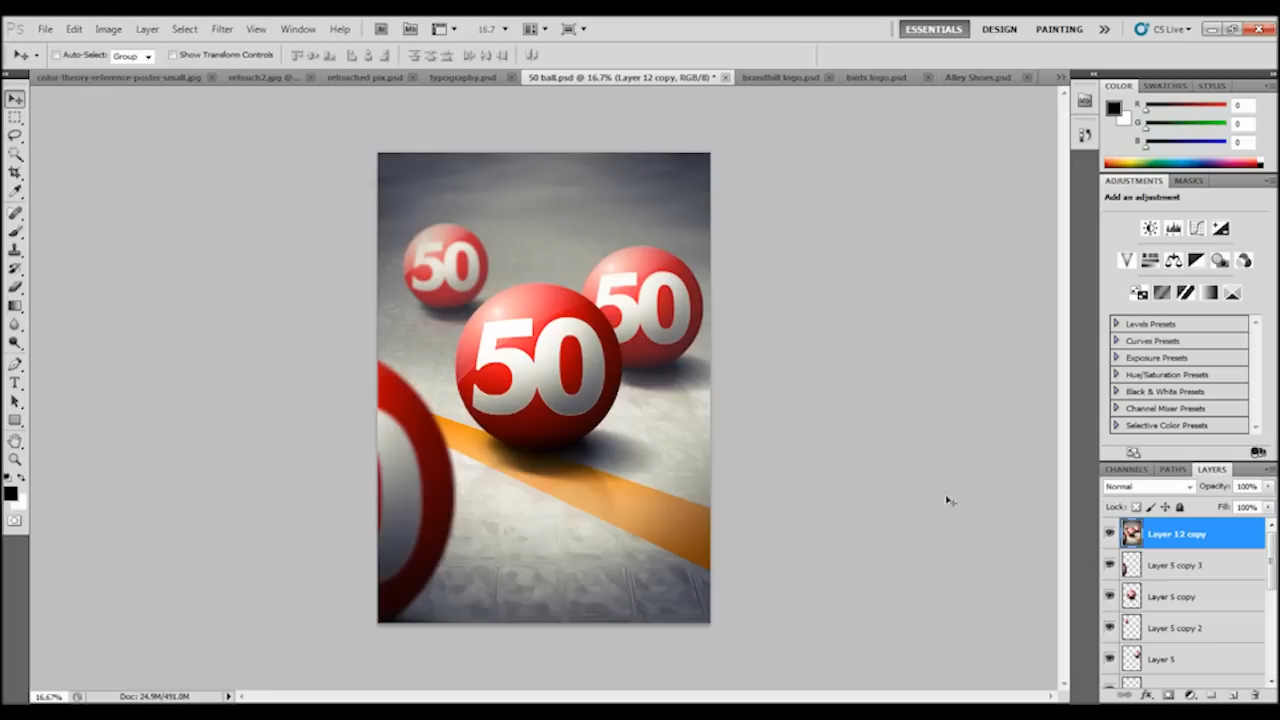 Ps File Edit Image Layer Select Filter View Window Help Br Mb 16.7 ESSENTIALS DESIGN PAINTING CS Live
Auto-Select: Group Show Transform Controls
color-theory-reference-poster-small.jpg retouch2.jpg @... retouched pix.psd typography.psd 50 ball.psd @ 16.7% (Layer 12 copy, RGB/8) * brandhill logo.psd birds logo.psd Alley Shoes.psd
COLOR SWATCHES STYLES
R 0
G 0
B 0
ADJUSTMENTS MASKS
Add an adjustment
Levels Presets
Curves Presets
Exposure Presets
Hue/Saturation Presets
Black & White Presets
Channel Mixer Presets
Selective Color Presets
CHANNELS PATHS LAYERS
Normal Opacity: 100%
Lock: Fill: 100%
Layer 12 copy
Layer 5 copy 3
Layer 5 copy
Layer 5 copy 2
Layer 5
50
50
50
16.67% Doc: 24.9M/491.0M